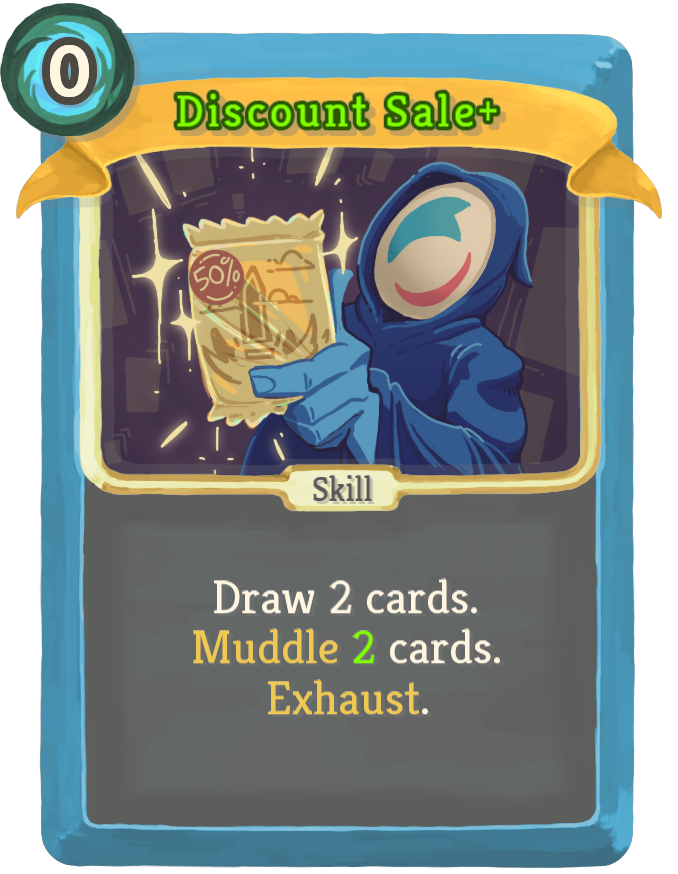 0
Discount Sale+
50%
Skill
Draw 2 cards.
Muddle 2 cards.
Exhaust.